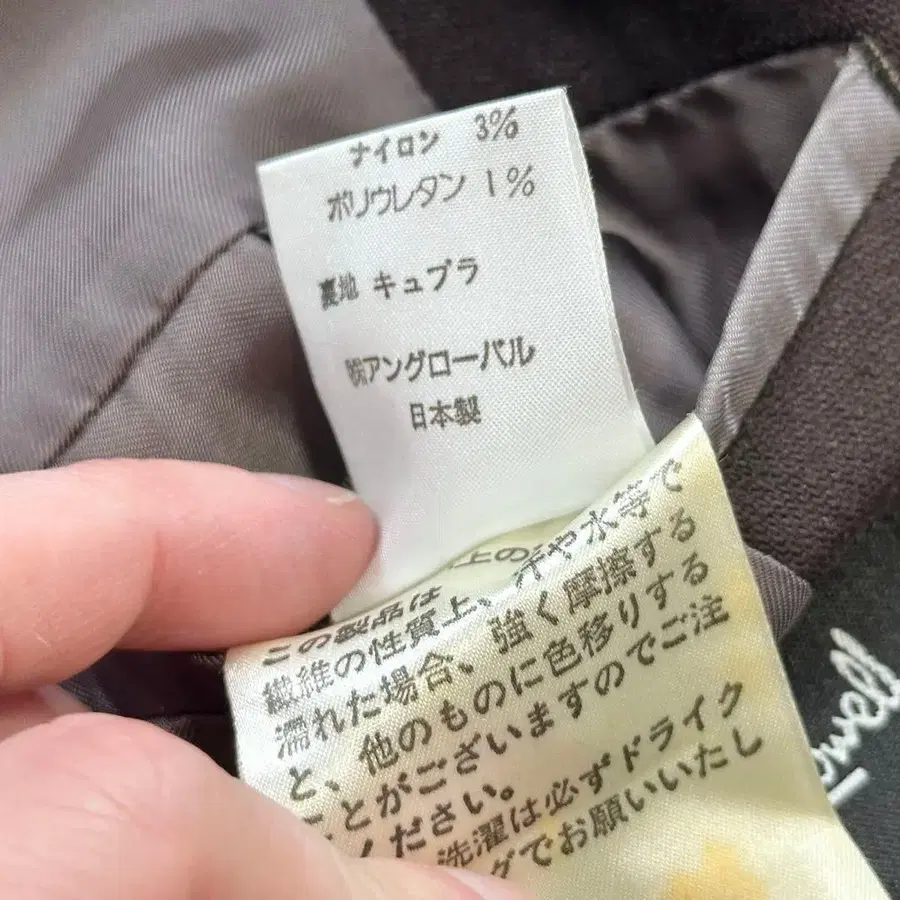 ナイロン 3%
ポリウレタン 1%
裏地 キュプラ
㈱アングローバル
日本製
上の
この製品は
繊維の性質上、汗や水等で
濡れた場合、強く摩擦する
と、他のものに色移りする
ことがございますのでご注
ください。
洗濯は必ずドライク
グでお願いいたし
well